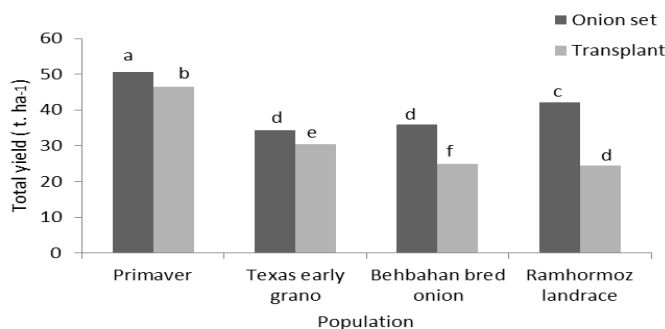 Onion set
Transplant
Total yield ( t. ha-1)
60
50
40
30
20
10
0
a
b
d
e
d
f
c
d
Primaver
Texas early
grano
Behbahan bred
onion
Ramhormoz
landrace
Population